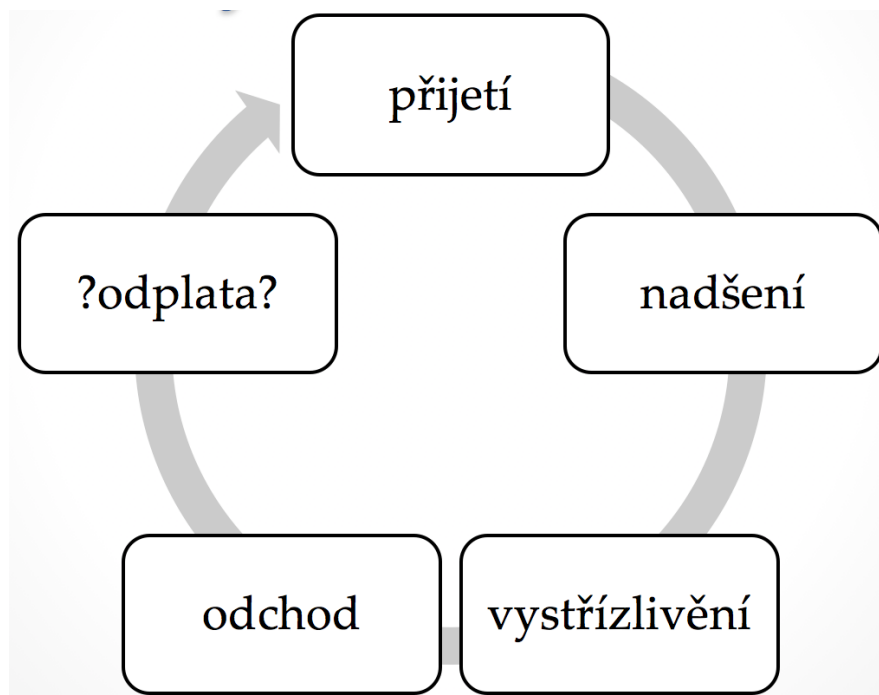 přijetí
nadšení
vystřízlivění
odchod
?odplata?